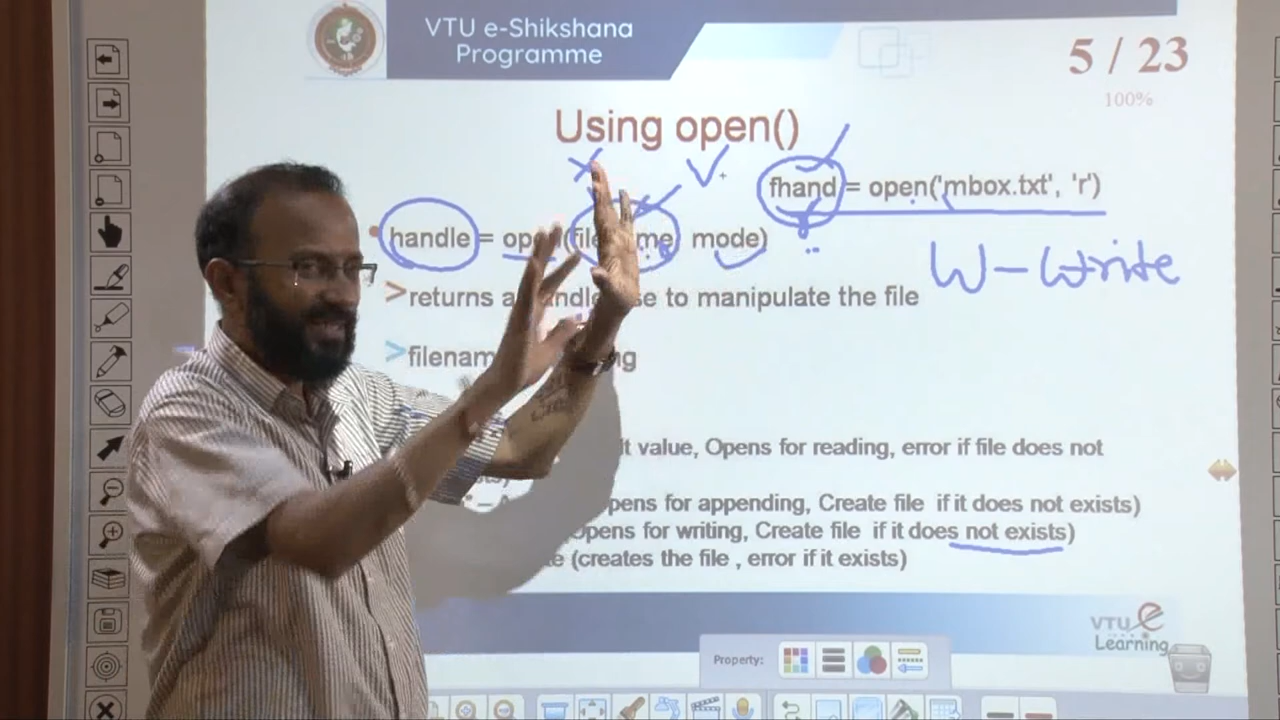 VTU e-Shikshana
Programme
5 / 23
100%
Using open()
fhand = open('mbox.txt', 'r')
handle = mode)
W - Write
returns a to manipulate the file
value, Opens for reading, error if file does not
for appending, Create file if it does not exists)
Opens for writing, Create file if it does not exists)
(creates the file , error if it exists)
VTU e
Learning
Property: